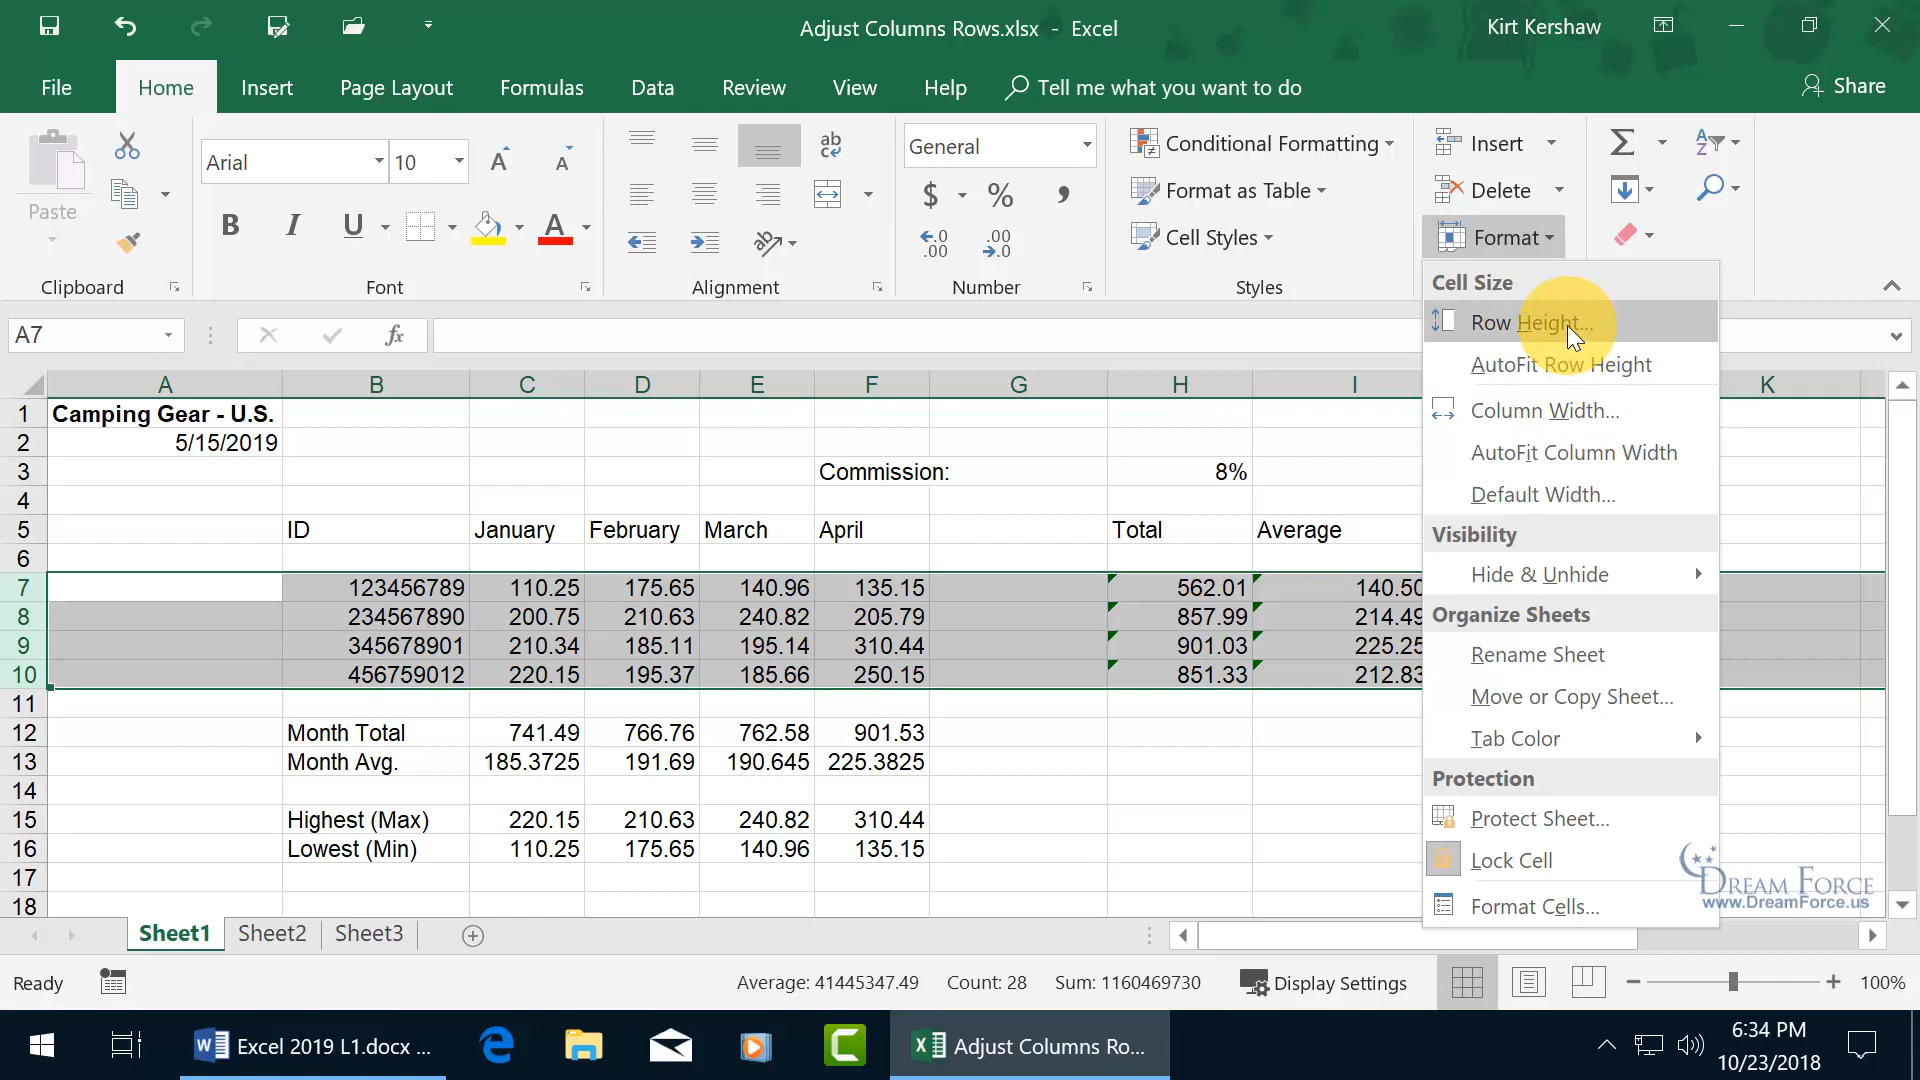 Adjust Columns Rows.xlsx - Excel
Kirt Kershaw
File Home Insert Page Layout Formulas Data Review View Help Tell me what you want to do Share
Paste
Clipboard
Arial 10
B I U A
Font
ab
Alignment
General
$ % ,
Number
Conditional Formatting
Format as Table
Cell Styles
Styles
Insert
Delete
Format
A7 fx
Cell Size
Row Height...
AutoFit Row Height
Column Width...
AutoFit Column Width
Default Width...
Visibility
Hide & Unhide
Organize Sheets
Rename Sheet
Move or Copy Sheet...
Tab Color
Protection
Protect Sheet...
Lock Cell
Format Cells...
A B C D E F G H I K
1 Camping Gear - U.S.
2 5/15/2019
3 Commission: 8%
4
5 ID January February March April Total Average
6
7 123456789 110.25 175.65 140.96 135.15 562.01 140.50
8 234567890 200.75 210.63 240.82 205.79 857.99 214.49
9 345678901 210.34 185.11 195.14 310.44 901.03 225.25
10 456759012 220.15 195.37 185.66 250.15 851.33 212.83
11
12 Month Total 741.49 766.76 762.58 901.53
13 Month Avg. 185.3725 191.69 190.645 225.3825
14
15 Highest (Max) 220.15 210.63 240.82 310.44
16 Lowest (Min) 110.25 175.65 140.96 135.15
17
18
Dream Force
www.DreamForce.us
Sheet1 Sheet2 Sheet3
Ready Average: 41445347.49 Count: 28 Sum: 1160469730 Display Settings 100%
Excel 2019 L1.docx ... Adjust Columns Ro... 6:34 PM
10/23/2018